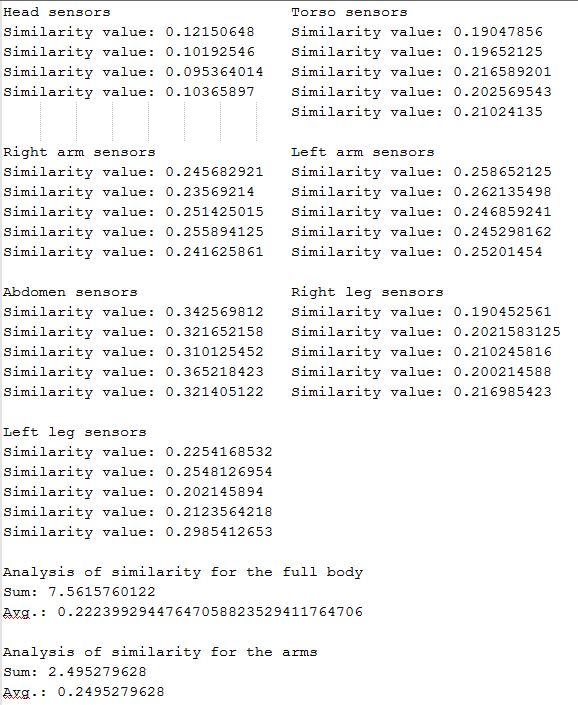 Head sensors
Similarity value: 0.12150648
Similarity value: 0.10192546
Similarity value: 0.095364014
Similarity value: 0.10365897
Torso sensors
Similarity value: 0.19047856
Similarity value: 0.19652125
Similarity value: 0.216589201
Similarity value: 0.202569543
Similarity value: 0.21024135
Right arm sensors
Similarity value: 0.245682921
Similarity value: 0.23569214
Similarity value: 0.251425015
Similarity value: 0.255894125
Similarity value: 0.241625861
Left arm sensors
Similarity value: 0.258652125
Similarity value: 0.262135498
Similarity value: 0.246859241
Similarity value: 0.245298162
Similarity value: 0.25201454
Abdomen sensors
Similarity value: 0.342569812
Similarity value: 0.321652158
Similarity value: 0.310125452
Similarity value: 0.365218423
Similarity value: 0.321405122
Right leg sensors
Similarity value: 0.190452561
Similarity value: 0.2021583125
Similarity value: 0.210245816
Similarity value: 0.200214588
Similarity value: 0.216985423
Left leg sensors
Similarity value: 0.2254168532
Similarity value: 0.2548126954
Similarity value: 0.202145894
Similarity value: 0.2123564218
Similarity value: 0.2985412653
Analysis of similarity for the full body
Sum: 7.5615760122
Avg.: 0.22239929447647058823529411764706
Analysis of similarity for the arms
Sum: 2.495279628
Avg.: 0.2495279628